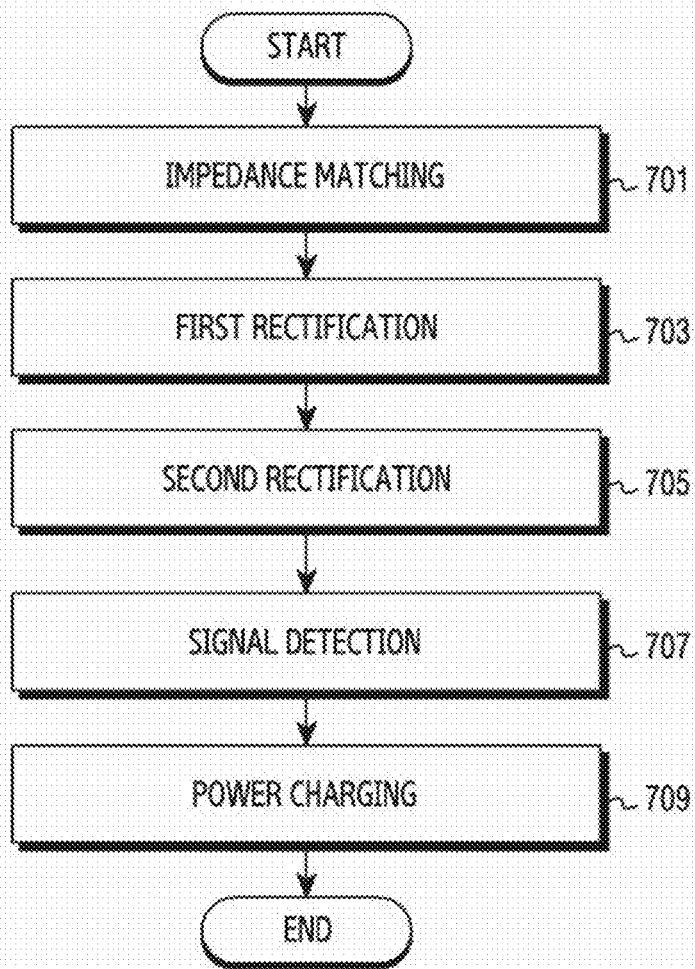 START
IMPEDANCE MATCHING
701
FIRST RECTIFICATION
703
SECOND RECTIFICATION
705
SIGNAL DETECTION
707
POWER CHARGING
709
END